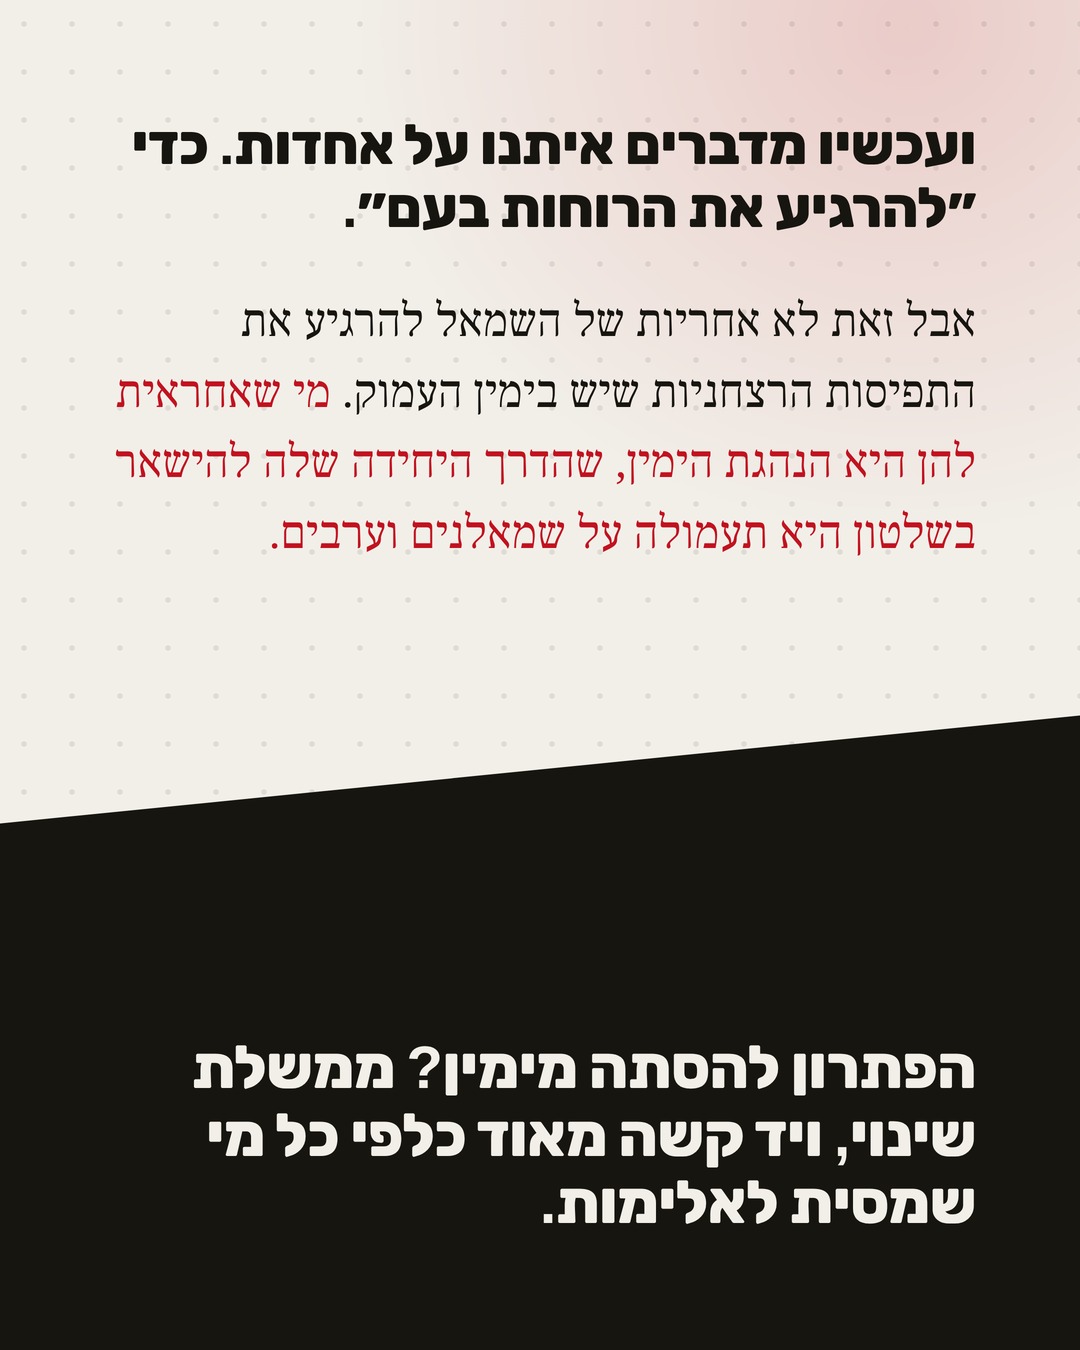 ועכשיו מדברים איתנו על אחדות. כדי
"להרגיע את הרוחות בעם".
אבל זאת לא אחריות של השמאל להרגיע את
התפיסות הרצחניות שיש בימין העמוק. מי שאחראית
להן היא הנהגת הימין, שהדרך היחידה שלה להישאר
בשלטון היא תעמולה על שמאלנים וערבים.
הפתרון להסתה מימין? ממשלת
שינוי, ויד קשה מאוד כלפי כל מי
שמסית לאלימות.